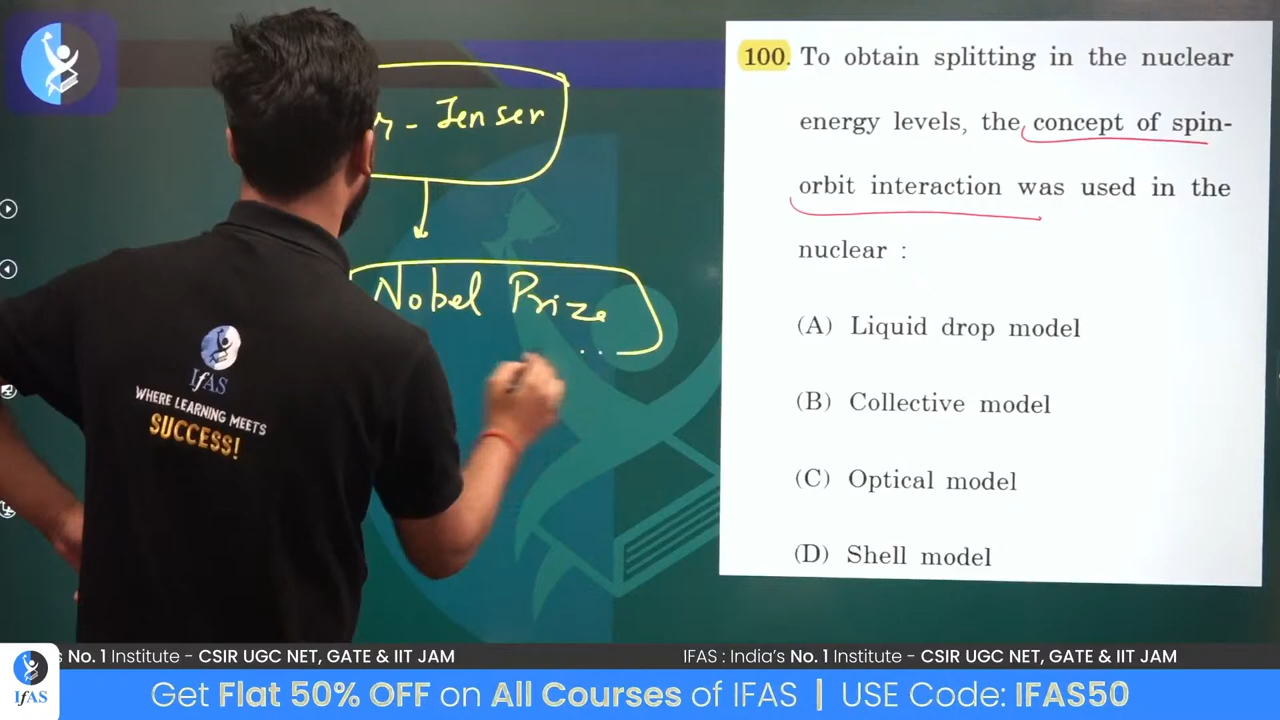 - Jenser
Nobel Prize
IfAS
WHERE LEARNING MEETS
SUCCESS!
100. To obtain splitting in the nuclear
energy levels, the concept of spin-
orbit interaction was used in the
nuclear :
(A) Liquid drop model
(B) Collective model
(C) Optical model
(D) Shell model
No. 1 Institute - CSIR UGC NET, GATE & IIT JAM
IFAS : India's No. 1 Institute - CSIR UGC NET, GATE & IIT JAM
IfAS
Get Flat 50% OFF on All Courses of IFAS | USE Code: IFAS50